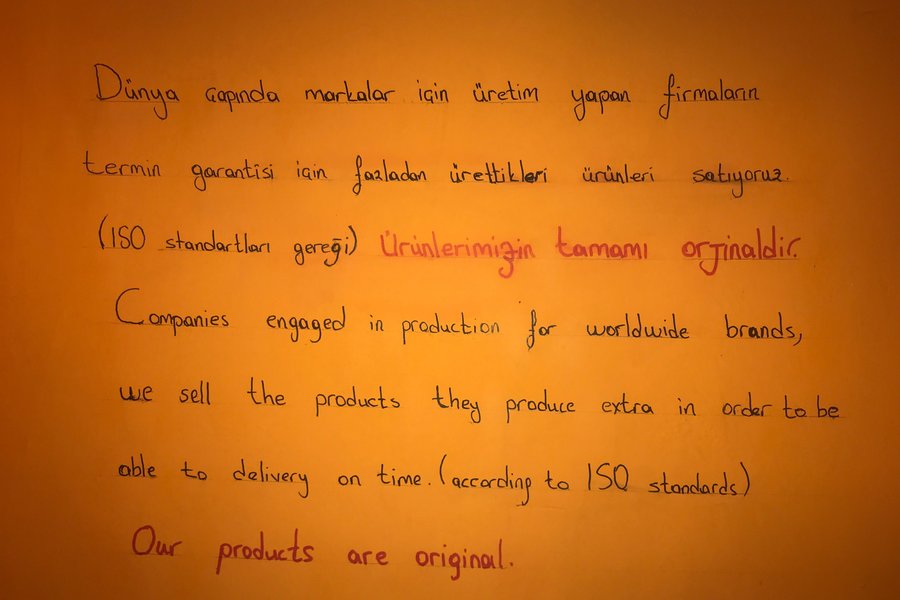 Dünya çapında markalar için üretim yapan firmaların
termin garantisi için fazladan ürettikleri ürünleri satıyoruz.
(ISO standartları gereği) Ürünlerimizin tamamı orjinaldir.
Companies engaged in production for worldwide brands,
we sell the products they produce extra in order to be
able to delivery on time. (according to ISO standards)
Our products are original.